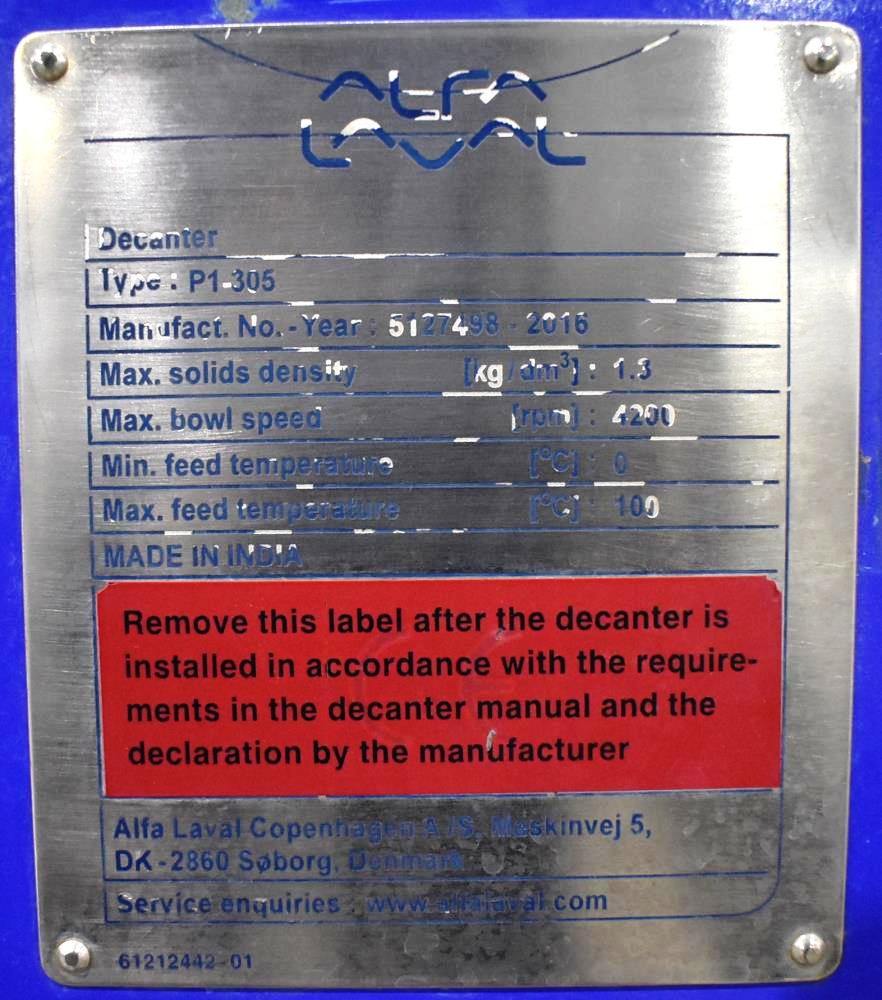 ALFA
LAVAL
Decanter
Type : P1-305
Manufact. No. - Year : 5127498 - 2016
Max. solids density [kg/dm³] : 1.3
Max. bowl speed [rpm] : 4200
Min. feed temperature [°C] : 0
Max. feed temperature [°C] : 100
MADE IN INDIA
Remove this label after the decanter is
installed in accordance with the require-
ments in the decanter manual and the
declaration by the manufacturer
Alfa Laval Copenhagen A/S, Maskinvej 5,
DK-2860 Søborg, Denmark
Service enquiries : www.alfalaval.com
61212442-01